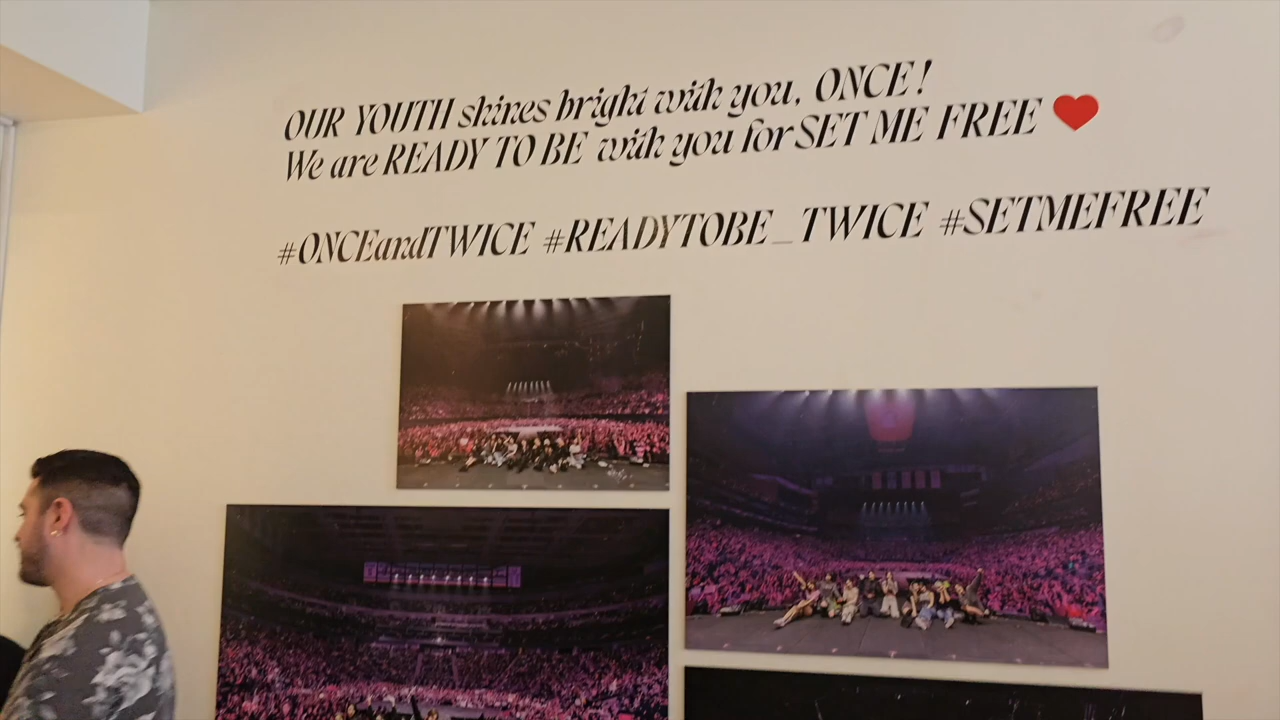 OUR YOUTH shines bright with you, ONCE!
We are READY TO BE with you for SET ME FREE ❤️
#ONCEandTWICE #READYTOBE_TWICE #SETMEFREE